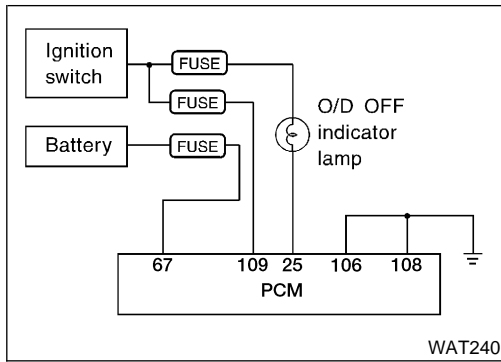 Ignition
switch
FUSE
FUSE
O/D OFF
indicator
lamp
Battery
FUSE
67 109 25 106 108
PCM
WAT240